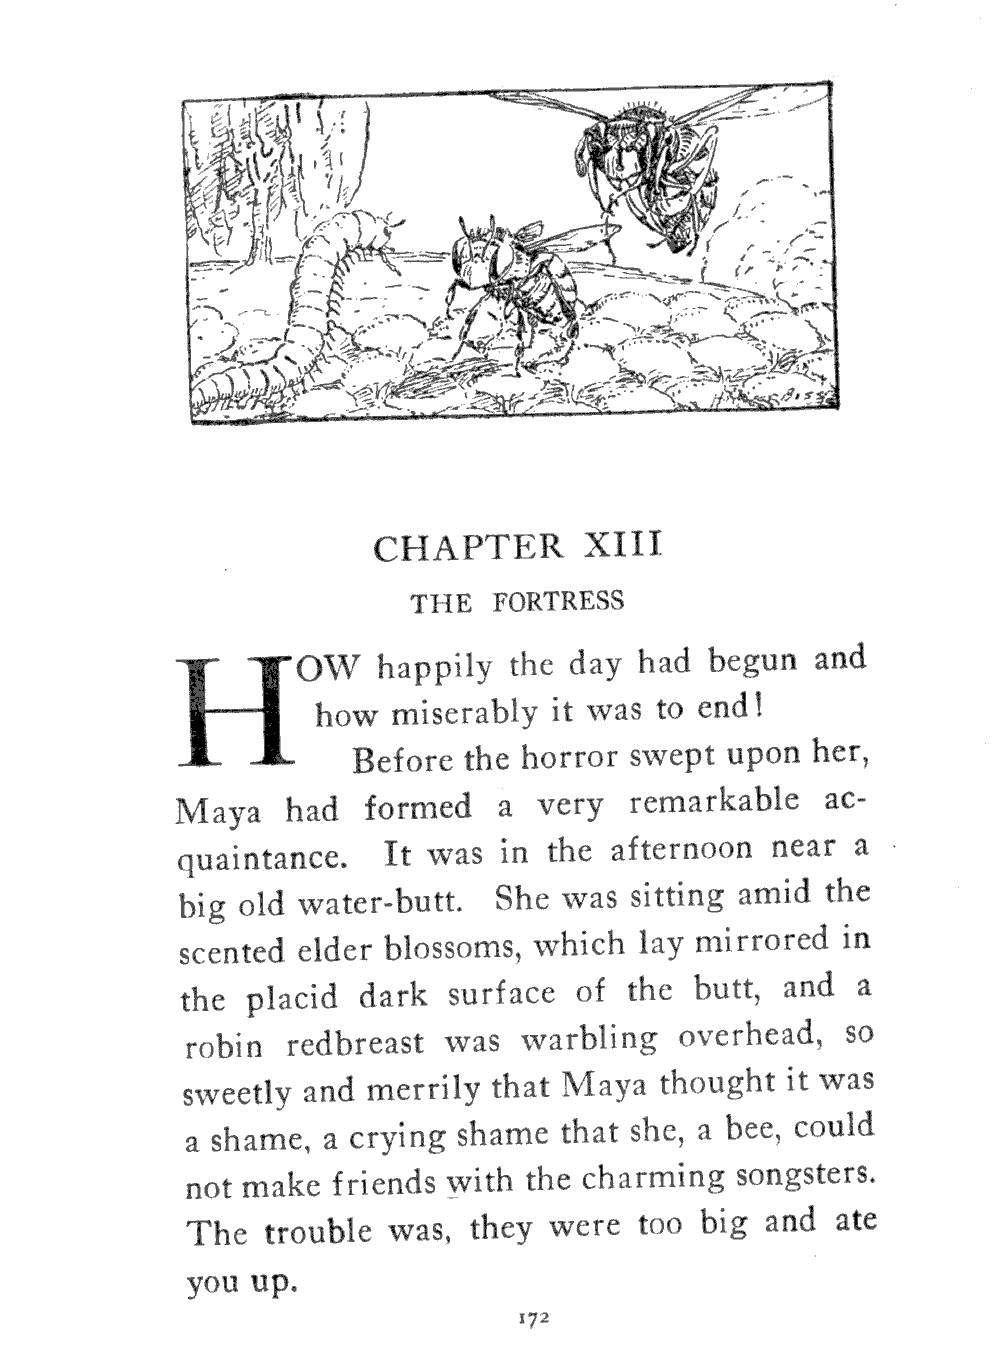 CHAPTER XIII
THE FORTRESS
HOW happily the day had begun and
how miserably it was to end!
Before the horror swept upon her,
Maya had formed a very remarkable ac-
quaintance. It was in the afternoon near a
big old water-butt. She was sitting amid the
scented elder blossoms, which lay mirrored in
the placid dark surface of the butt, and a
robin redbreast was warbling overhead, so
sweetly and merrily that Maya thought it was
a shame, a crying shame that she, a bee, could
not make friends with the charming songsters.
The trouble was, they were too big and ate
you up.
172